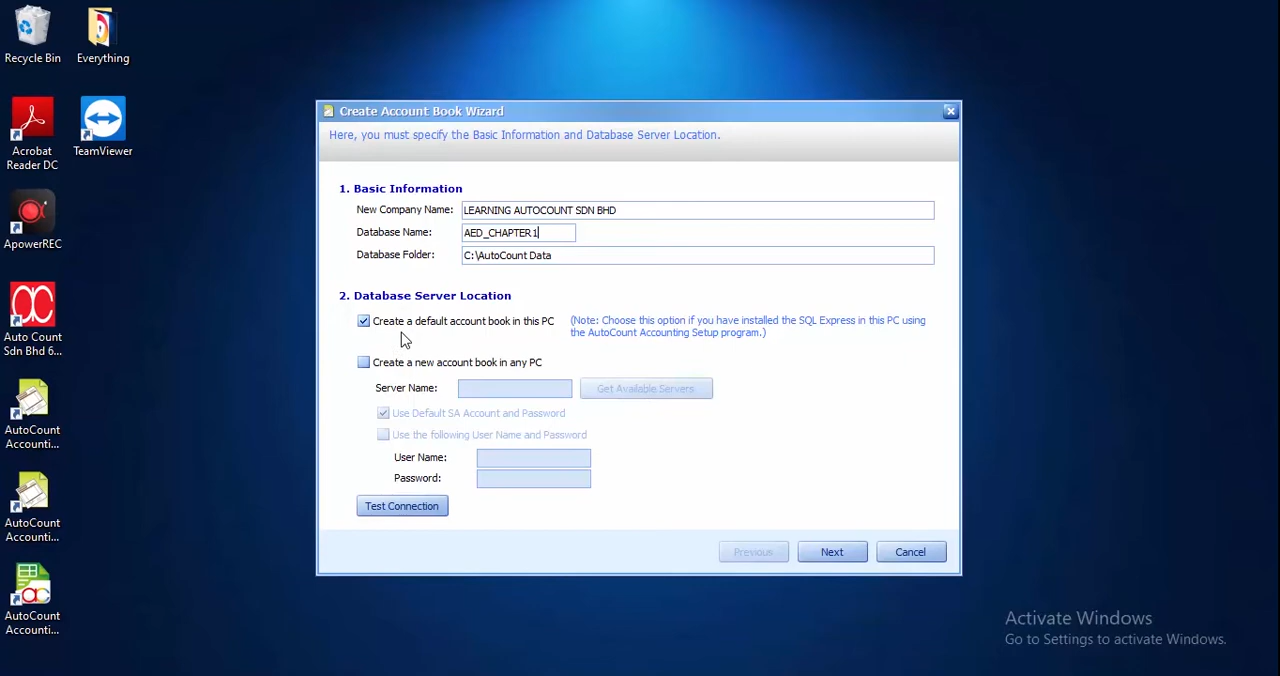 Recycle Bin
Everything
Acrobat
Reader DC
TeamViewer
ApowerREC
Auto Count
Sdn Bhd 6...
AutoCount
Accountin...
AutoCount
Accounti...
AutoCount
Accounti...
Create Account Book Wizard
Here, you must specify the Basic Information and Database Server Location.
1. Basic Information
New Company Name: LEARNING AUTOCOUNT SDN BHD
Database Name: AED_CHAPTER1
Database Folder: C:\AutoCount Data
2. Database Server Location
Create a default account book in this PC
(Note: Choose this option if you have installed the SQL Express in this PC using
the AutoCount Accounting Setup program.)
Create a new account book in any PC
Server Name: Get Available Servers
Use Default SA Account and Password
Use the following User Name and Password
User Name:
Password:
Test Connection
Previous Next Cancel
Activate Windows
Go to Settings to activate Windows.